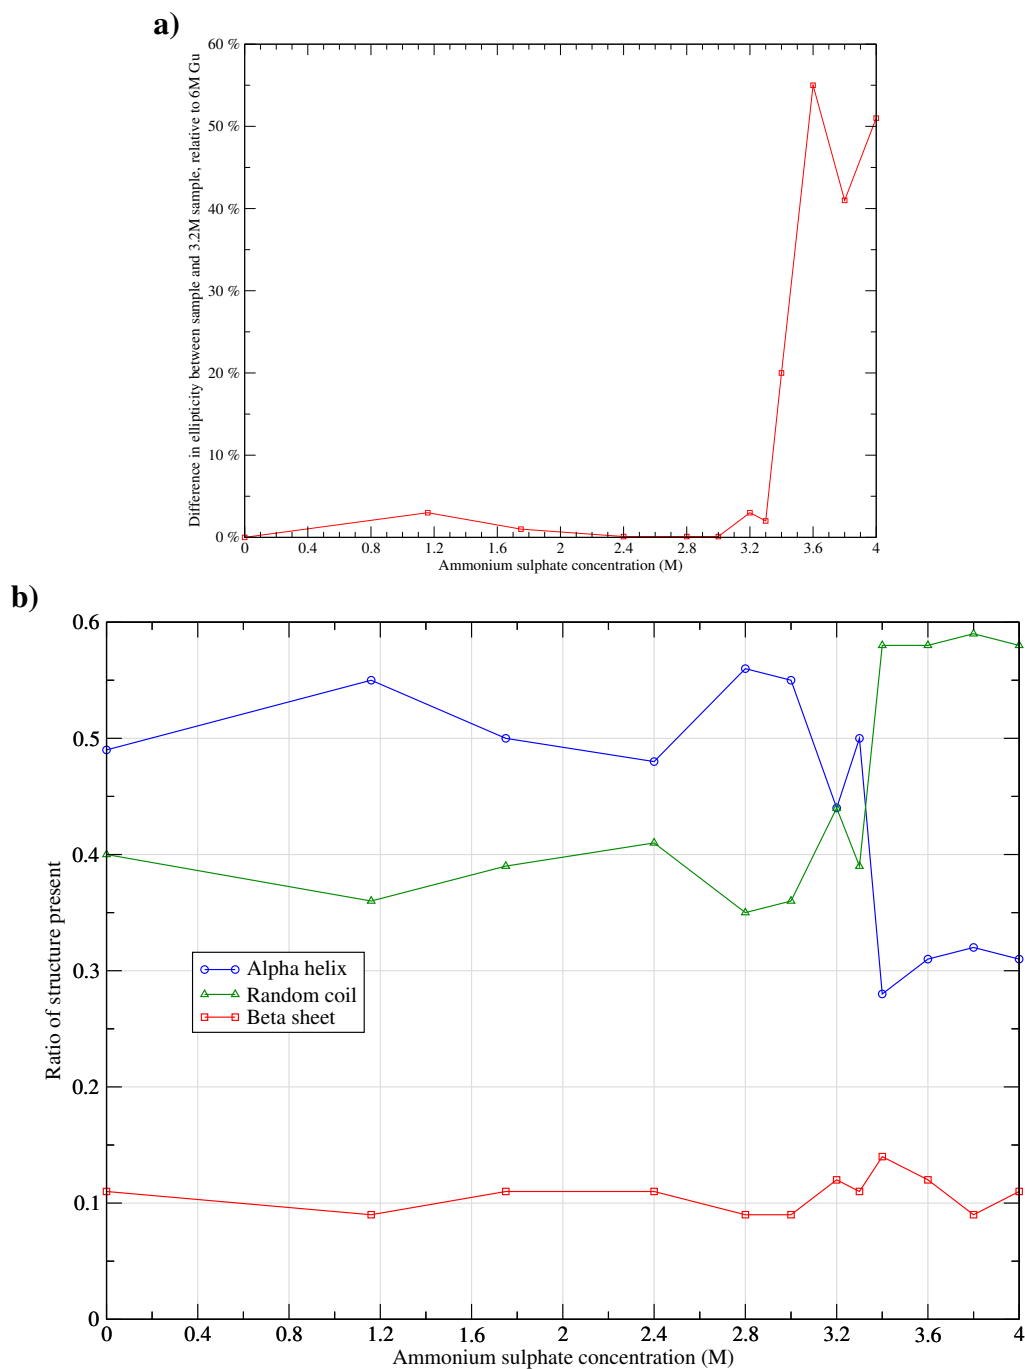 a)
Difference in ellipticity between sample and 3.2M sample, relative to 6M Gu
60 %
50 %
40 %
30 %
20 %
10 %
0 %
0 0.4 0.8 1.2 1.6 2 2.4 2.8 3.2 3.6 4
Ammonium sulphate concentration (M)
b)
Ratio of structure present
0.6
0.5
0.4
0.3
0.2
0.1
0
Alpha helix
Random coil
Beta sheet
0 0.4 0.8 1.2 1.6 2 2.4 2.8 3.2 3.6 4
Ammonium sulphate concentration (M)